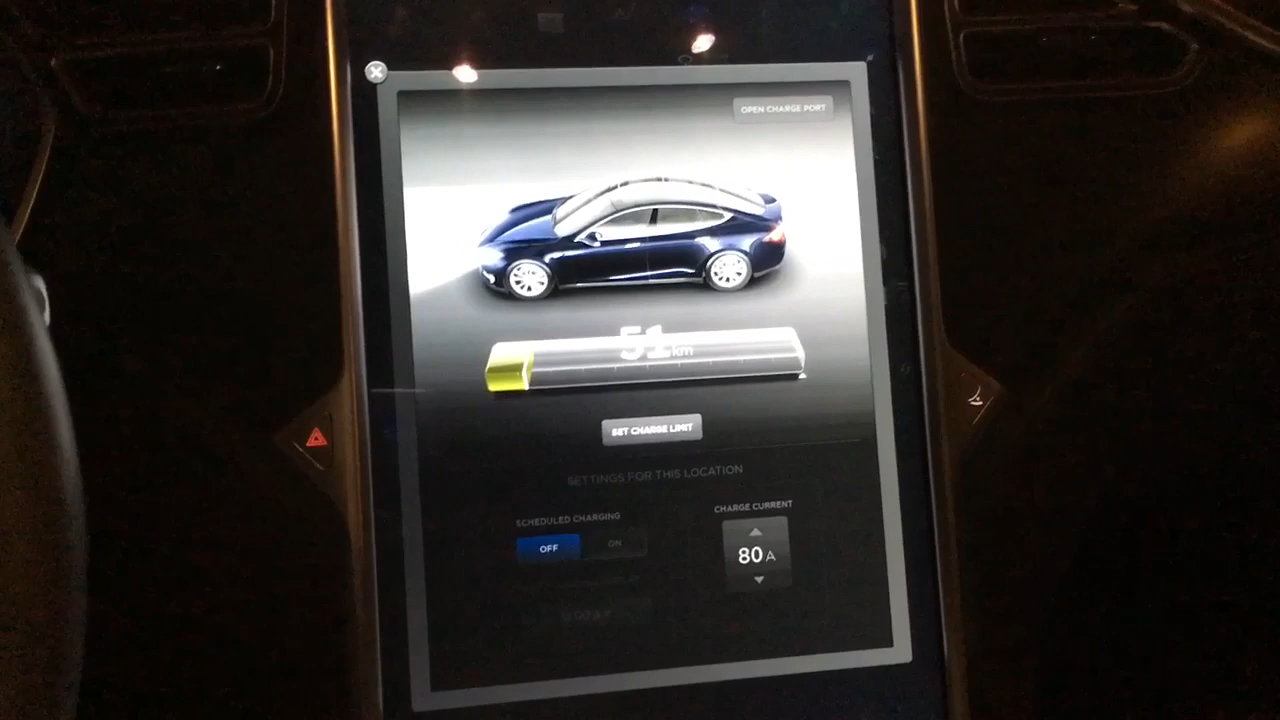 OPEN CHARGE PORT
51 km
SET CHARGE LIMIT
SETTINGS FOR THIS LOCATION
SCHEDULED CHARGING
OFF ON
CHARGE CURRENT
80 A